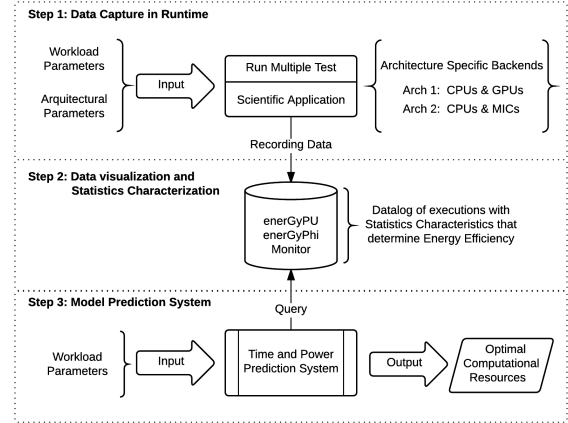 Step 1: Data Capture in Runtime
Workload
Parameters
Arquitectural
Parameters
Input
Run Multiple Test
Scientific Application
Architecture Specific Backends
Arch 1: CPUs & GPUs
Arch 2: CPUs & MICs
Recording Data
Step 2: Data visualization and
Statistics Characterization
enerGyPU
enerGyPhi
Monitor
Datalog of executions with
Statistics Characteristics that
determine Energy Efficiency
Step 3: Model Prediction System
Query
Workload
Parameters
Input
Time and Power
Prediction System
Output
Optimal
Computational
Resources